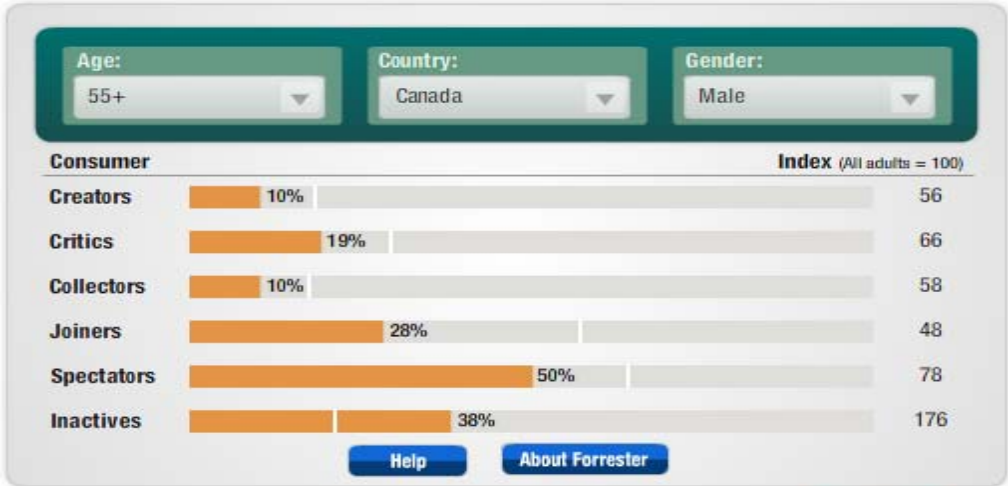 Age: Country: Gender:
55+ Canada Male
Consumer Index (All adults = 100)
Creators 10% 56
Critics 19% 66
Collectors 10% 58
Joiners 28% 48
Spectators 50% 78
Inactives 38% 176
Help About Forrester